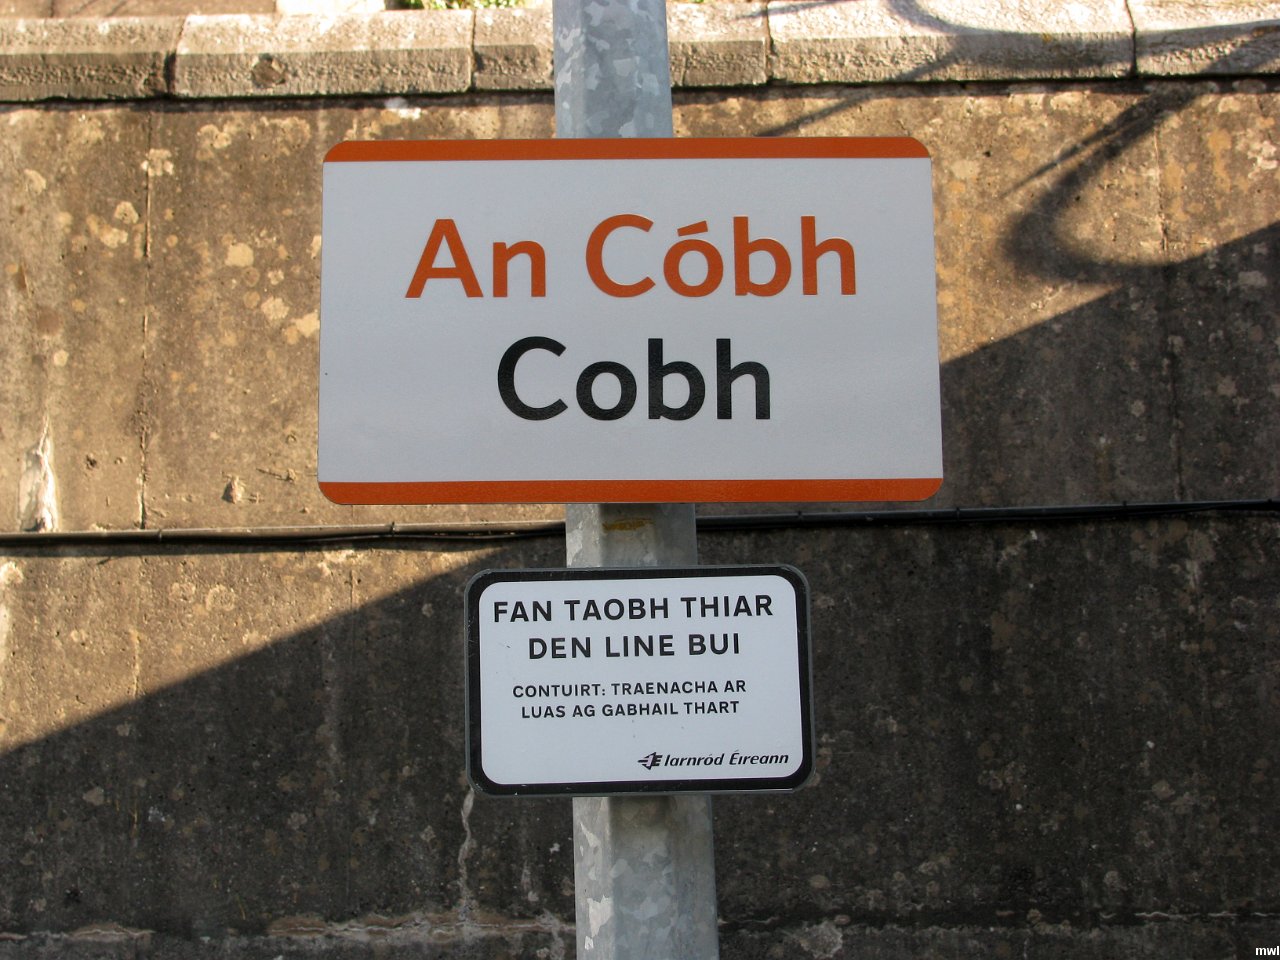 An Cóbh
Cobh
FAN TAOBH THIAR
DEN LINE BUI
CONTUIRT: TRAENACHA AR
LUAS AG GABHAIL THART
Iarnród Éireann
mwl